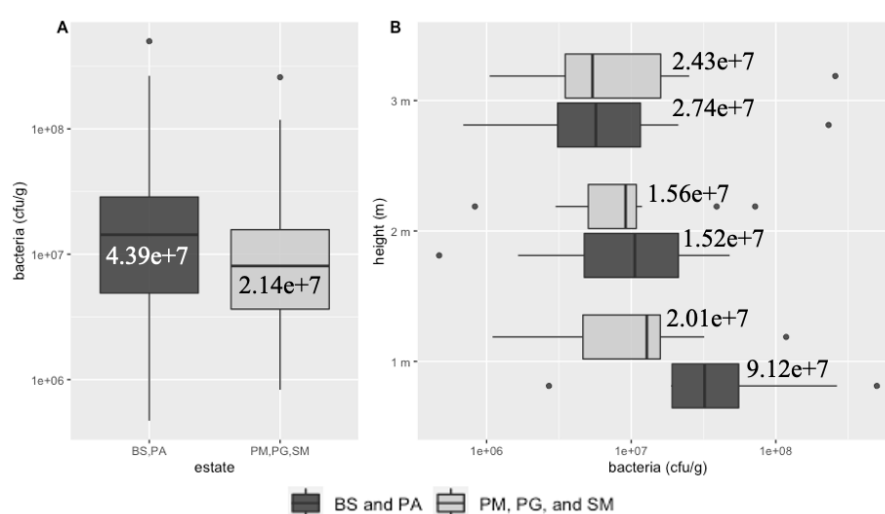 A
1e+08
1e+07
1e+06
bacteria (cfu/g)
4.39e+7
2.14e+7
BS,PA
PM,PG,SM
estate
B
3 m
2 m
1 m
height (m)
2.43e+7
2.74e+7
1.56e+7
1.52e+7
2.01e+7
9.12e+7
1e+06
1e+07
1e+08
bacteria (cfu/g)
BS and PA
PM, PG, and SM